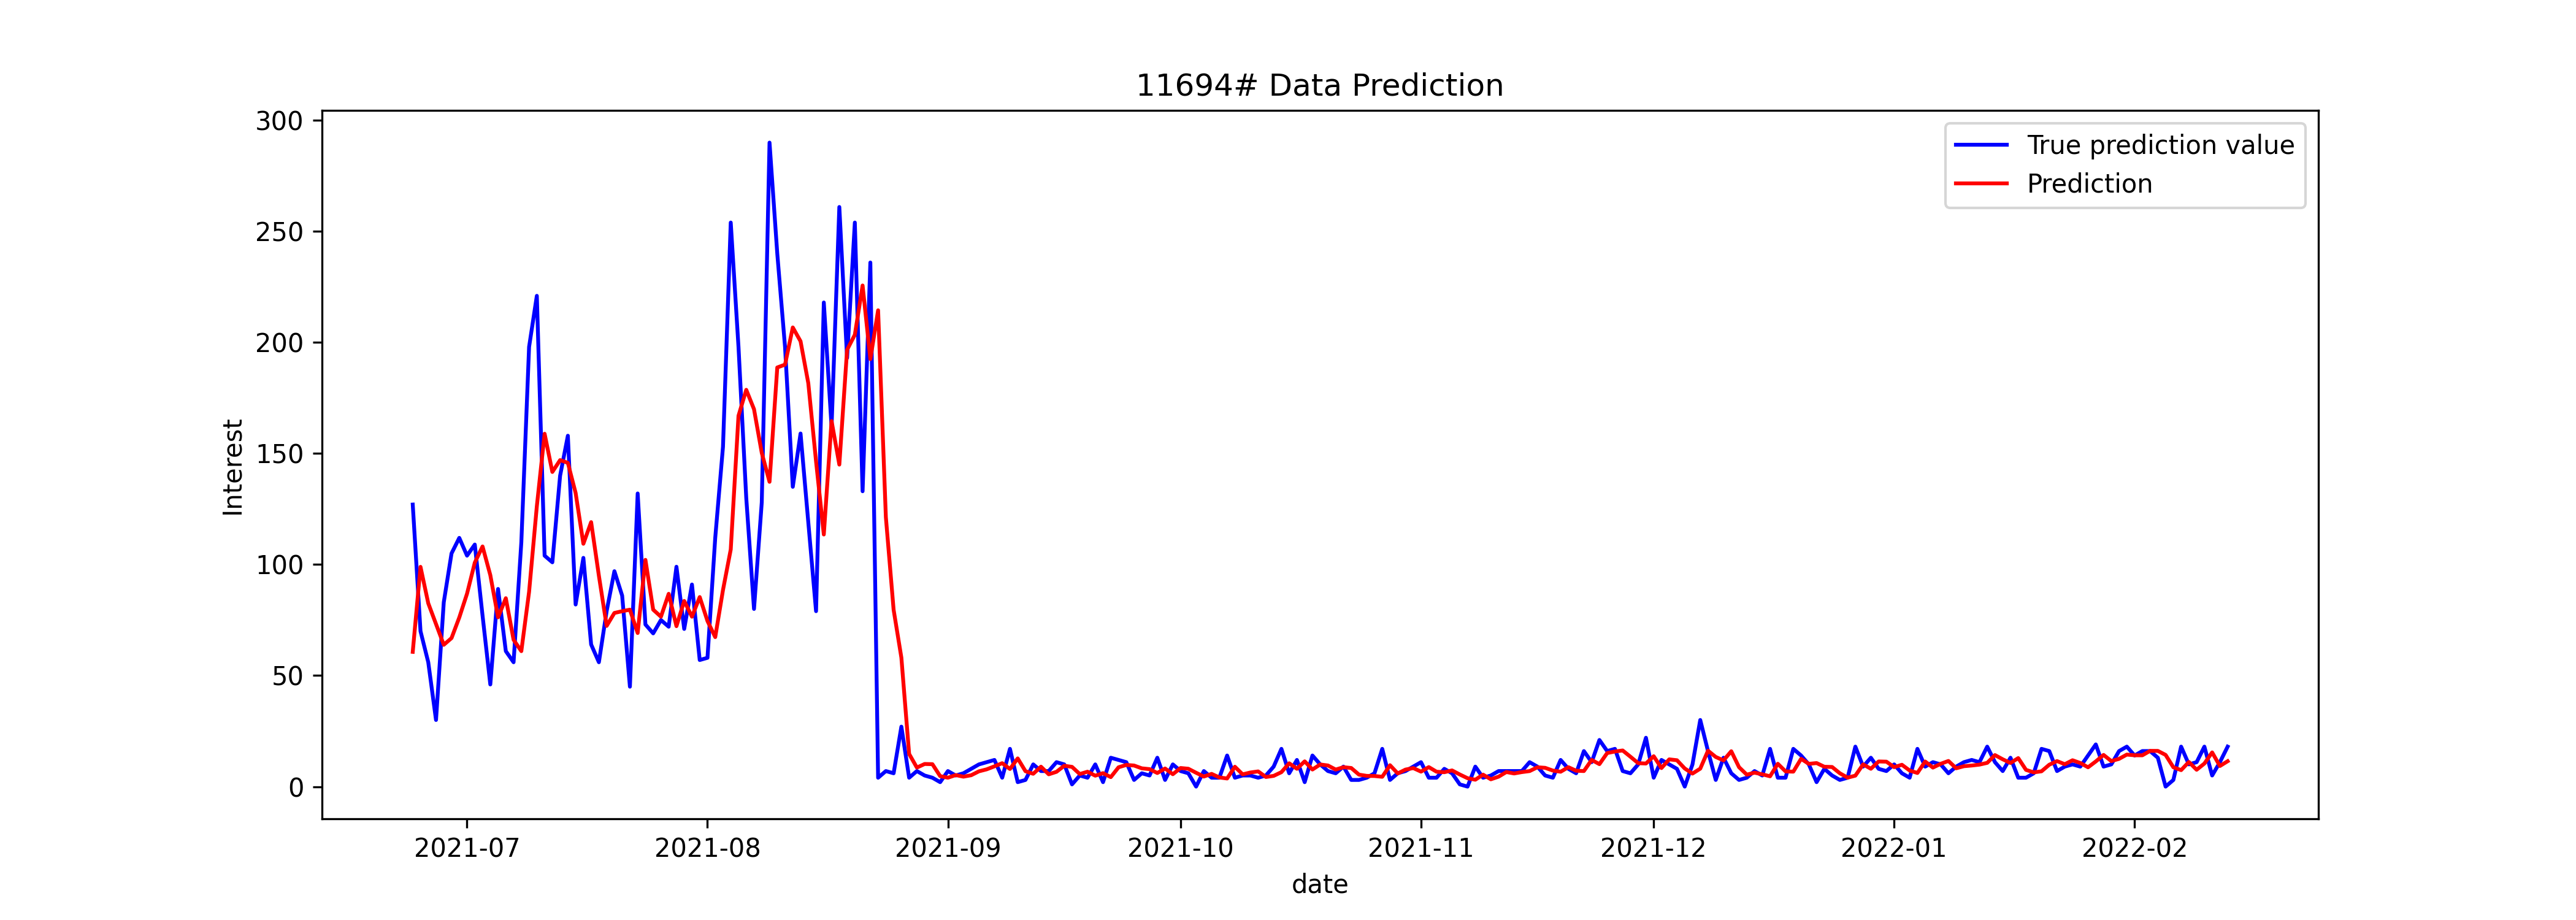 11694# Data Prediction
True prediction value
Prediction
300
250
200
150
100
50
0
Interest
2021-07 2021-08 2021-09 2021-10 2021-11 2021-12 2022-01 2022-02
date